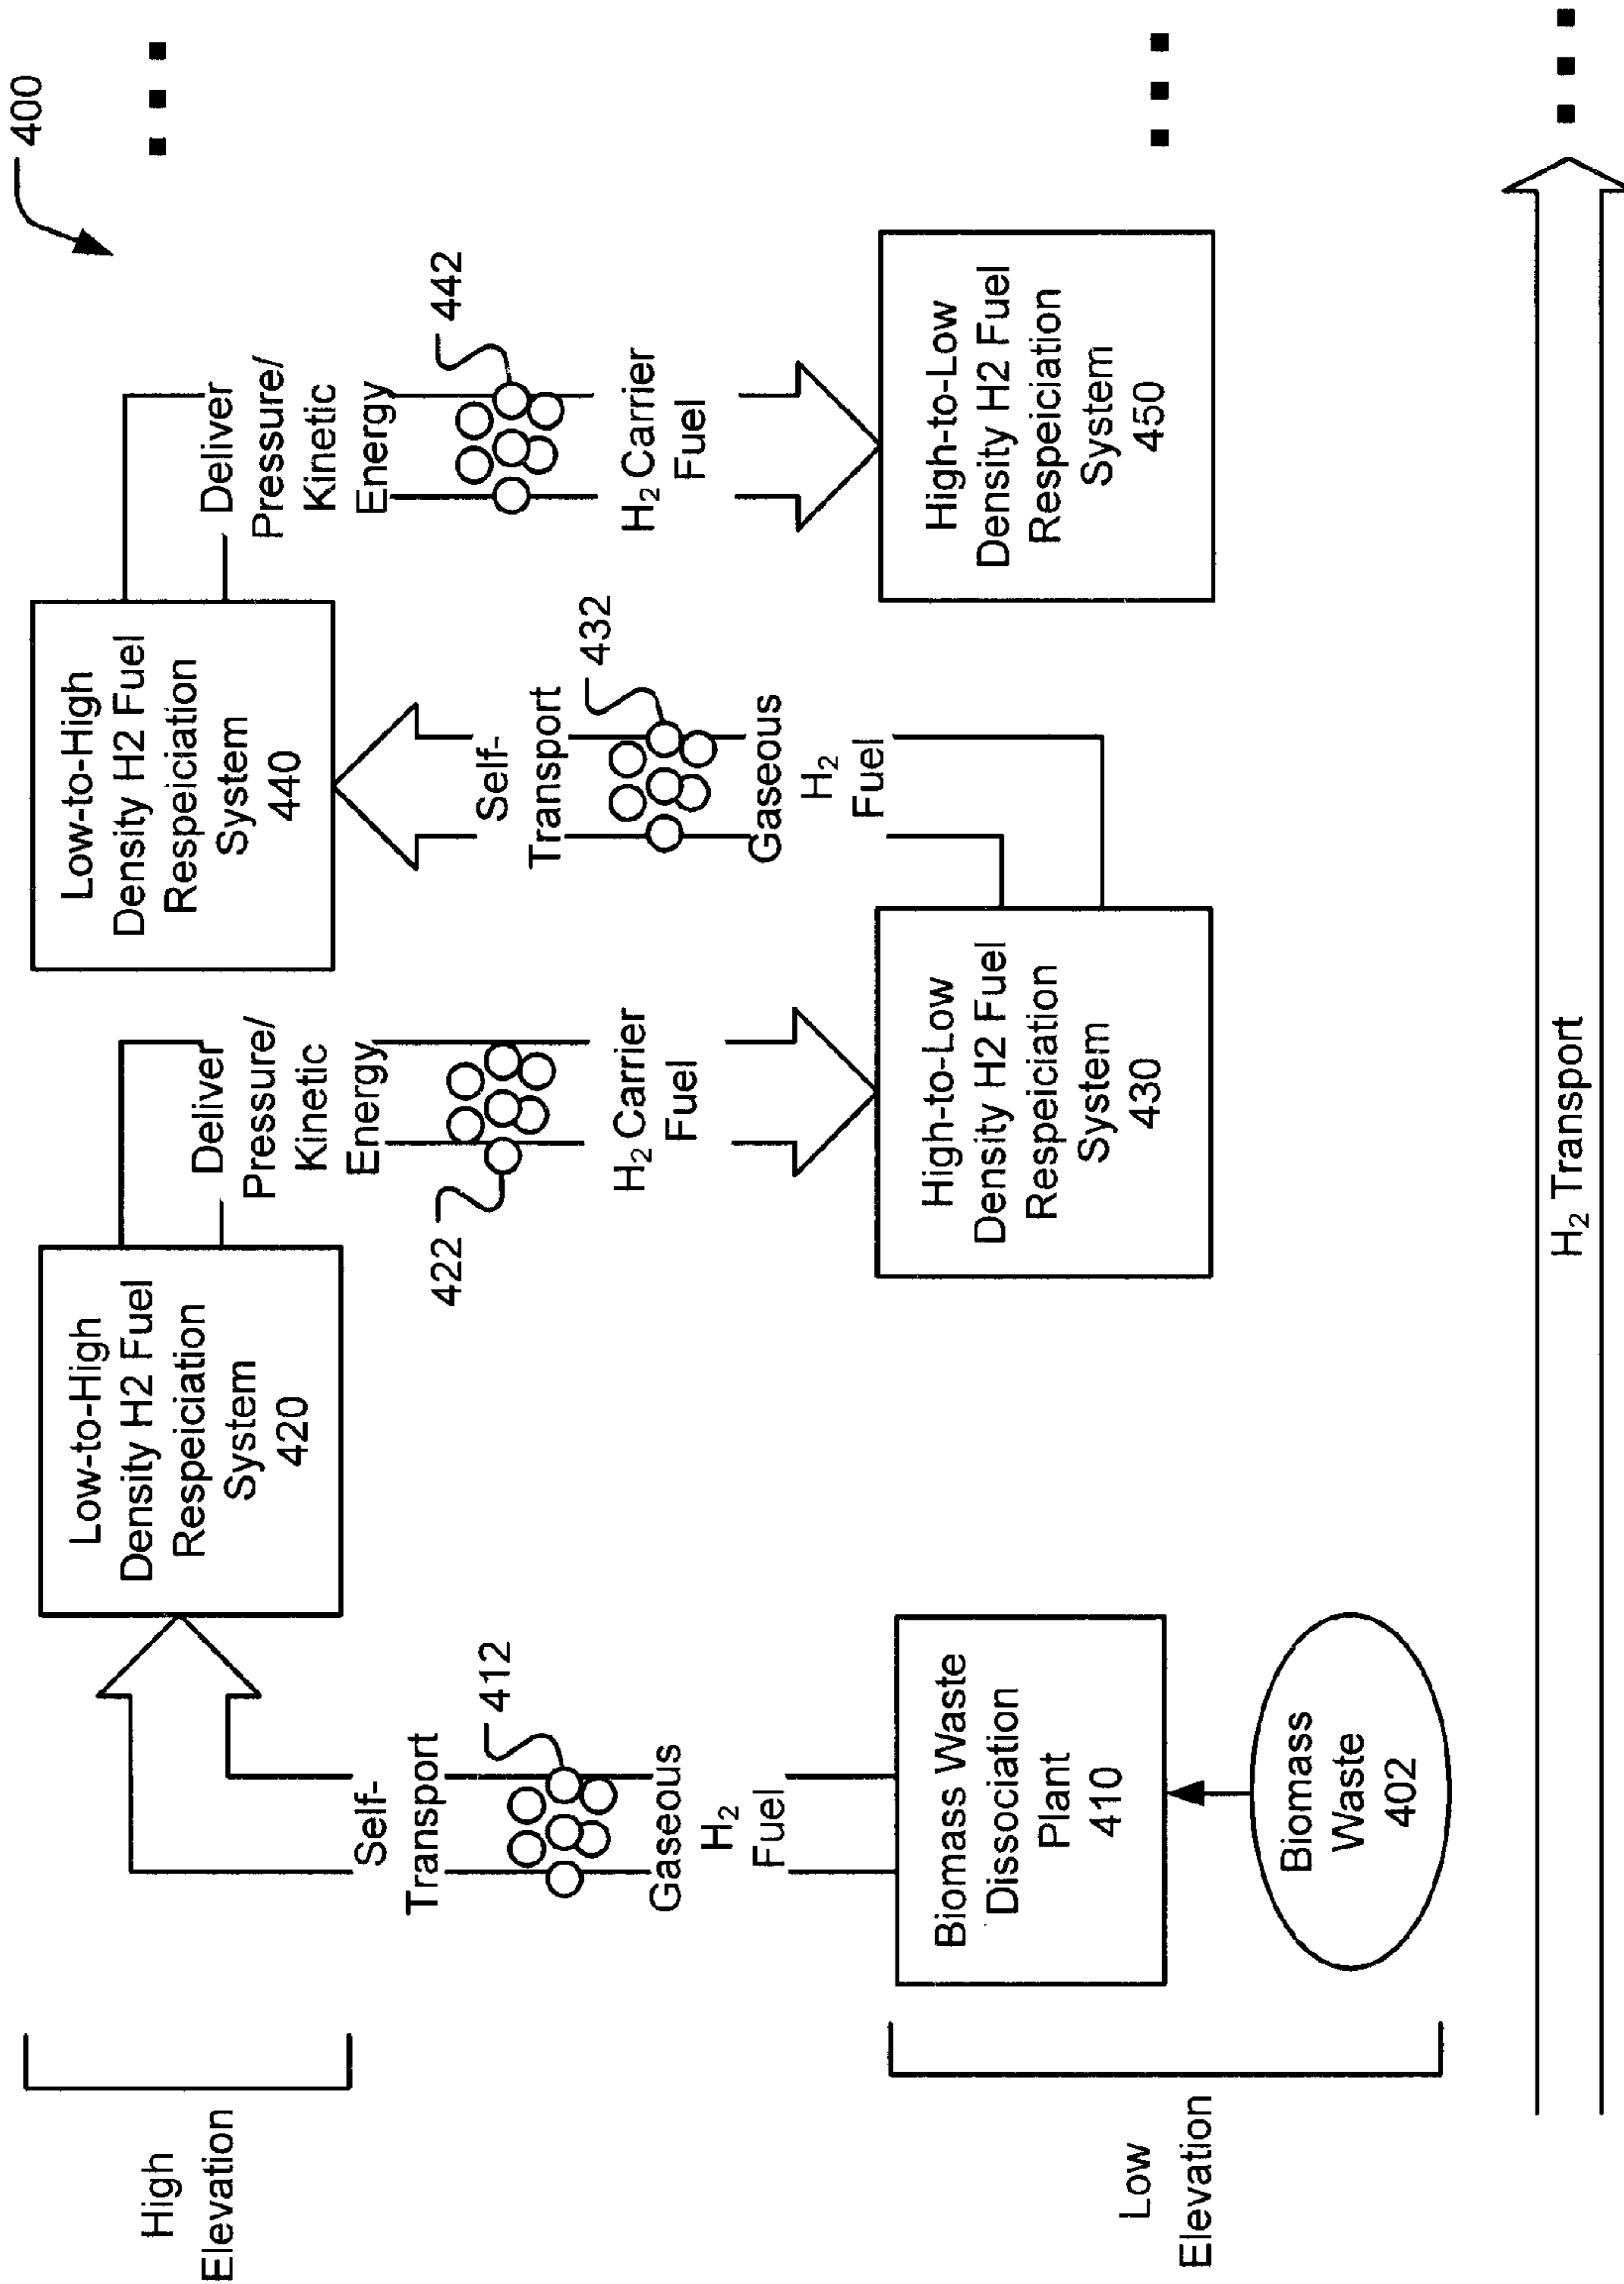 400
High
Elevation
Low-to-High
Density H2 Fuel
Respeiciation
System
420
Low-to-High
Density H2 Fuel
Respeiciation
System
440
Self-
Transport
412
Gaseous
H₂
Fuel
Deliver
Pressure/
Kinetic
Energy
422
H₂ Carrier
Fuel
Self-
Transport
432
Gaseous
H₂
Fuel
Deliver
Pressure/
Kinetic
Energy
442
H₂ Carrier
Fuel
Low
Elevation
Biomass Waste
Dissociation
Plant
410
Biomass
Waste
402
High-to-Low
Density H2 Fuel
Respeiciation
System
430
High-to-Low
Density H2 Fuel
Respeiciation
System
450
H₂ Transport